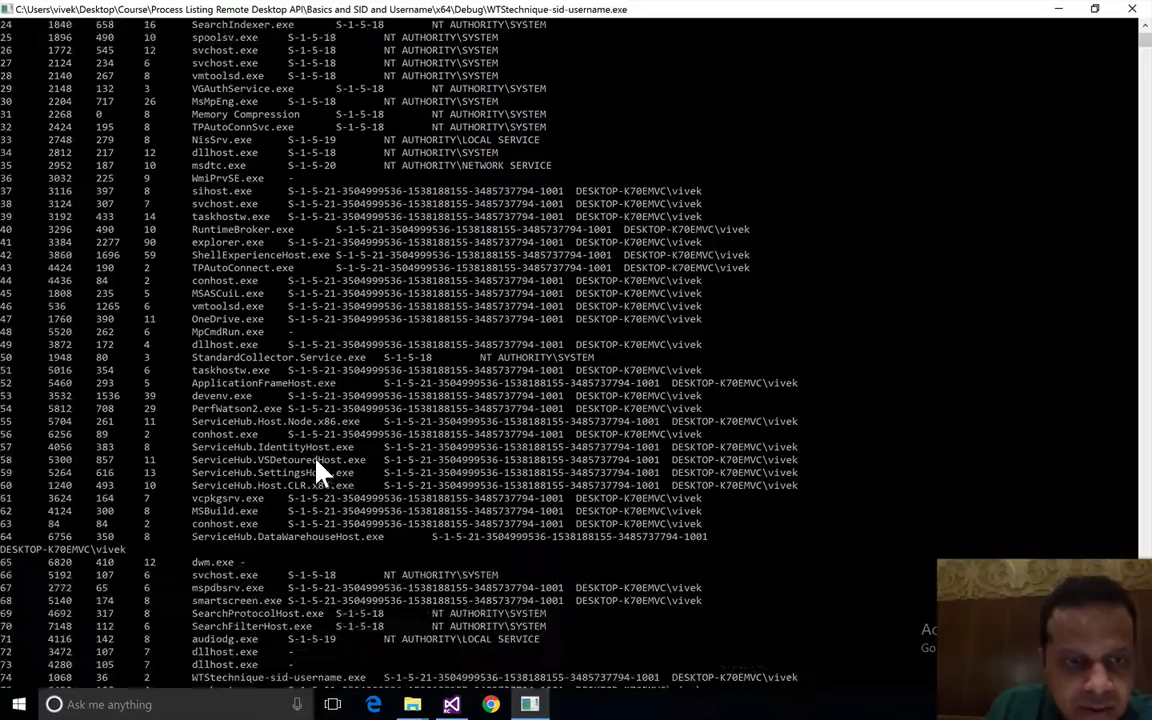 C:\Users\vivek\Desktop\Course\Process Listing Remote Desktop API\Basics and SID and Username\x64\Debug\WTStechnique-sid-username.exe
24 1840 658 16 SearchIndexer.exe S-1-5-18 NT AUTHORITY\SYSTEM
25 1896 490 10 spoolsv.exe S-1-5-18 NT AUTHORITY\SYSTEM
26 1772 545 12 svchost.exe S-1-5-18 NT AUTHORITY\SYSTEM
27 2124 234 6 svchost.exe S-1-5-18 NT AUTHORITY\SYSTEM
28 2140 267 8 vmtoolsd.exe S-1-5-18 NT AUTHORITY\SYSTEM
29 2148 132 3 VGAuthService.exe S-1-5-18 NT AUTHORITY\SYSTEM
30 2204 717 26 MsMpEng.exe S-1-5-18 NT AUTHORITY\SYSTEM
31 2268 0 8 Memory Compression S-1-5-18 NT AUTHORITY\SYSTEM
32 2424 195 8 TPAutoConnSvc.exe S-1-5-18 NT AUTHORITY\SYSTEM
33 2748 279 8 NisSrv.exe S-1-5-19 NT AUTHORITY\LOCAL SERVICE
34 2812 217 12 dllhost.exe S-1-5-18 NT AUTHORITY\SYSTEM
35 2952 187 10 msdtc.exe S-1-5-20 NT AUTHORITY\NETWORK SERVICE
36 3032 225 9 WmiPrvSE.exe -
37 3116 397 8 sihost.exe S-1-5-21-3504999536-1538188155-3485737794-1001 DESKTOP-K70EMVC\vivek
38 3124 307 7 svchost.exe S-1-5-21-3504999536-1538188155-3485737794-1001 DESKTOP-K70EMVC\vivek
39 3192 433 14 taskhostw.exe S-1-5-21-3504999536-1538188155-3485737794-1001 DESKTOP-K70EMVC\vivek
40 3296 490 10 RuntimeBroker.exe S-1-5-21-3504999536-1538188155-3485737794-1001 DESKTOP-K70EMVC\vivek
41 3384 2277 90 explorer.exe S-1-5-21-3504999536-1538188155-3485737794-1001 DESKTOP-K70EMVC\vivek
42 3860 1696 59 ShellExperienceHost.exe S-1-5-21-3504999536-1538188155-3485737794-1001 DESKTOP-K70EMVC\vivek
43 4424 190 2 TPAutoConnect.exe S-1-5-21-3504999536-1538188155-3485737794-1001 DESKTOP-K70EMVC\vivek
44 4436 84 2 conhost.exe S-1-5-21-3504999536-1538188155-3485737794-1001 DESKTOP-K70EMVC\vivek
45 1808 235 5 MSASCuiL.exe S-1-5-21-3504999536-1538188155-3485737794-1001 DESKTOP-K70EMVC\vivek
46 536 1265 6 vmtoolsd.exe S-1-5-21-3504999536-1538188155-3485737794-1001 DESKTOP-K70EMVC\vivek
47 1760 390 11 OneDrive.exe S-1-5-21-3504999536-1538188155-3485737794-1001 DESKTOP-K70EMVC\vivek
48 5520 262 6 MpCmdRun.exe -
49 3872 172 4 dllhost.exe S-1-5-21-3504999536-1538188155-3485737794-1001 DESKTOP-K70EMVC\vivek
50 1948 80 3 StandardCollector.Service.exe S-1-5-18 NT AUTHORITY\SYSTEM
51 5016 354 6 taskhostw.exe S-1-5-21-3504999536-1538188155-3485737794-1001 DESKTOP-K70EMVC\vivek
52 5460 293 5 ApplicationFrameHost.exe S-1-5-21-3504999536-1538188155-3485737794-1001 DESKTOP-K70EMVC\vivek
53 3532 1536 39 devenv.exe S-1-5-21-3504999536-1538188155-3485737794-1001 DESKTOP-K70EMVC\vivek
54 5812 708 29 PerfWatson2.exe S-1-5-21-3504999536-1538188155-3485737794-1001 DESKTOP-K70EMVC\vivek
55 5704 261 11 ServiceHub.Host.Node.x86.exe S-1-5-21-3504999536-1538188155-3485737794-1001 DESKTOP-K70EMVC\vivek
56 6256 89 2 conhost.exe S-1-5-21-3504999536-1538188155-3485737794-1001 DESKTOP-K70EMVC\vivek
57 4056 383 8 ServiceHub.IdentityHost.exe S-1-5-21-3504999536-1538188155-3485737794-1001 DESKTOP-K70EMVC\vivek
58 5300 857 11 ServiceHub.VSDetouredHost.exe S-1-5-21-3504999536-1538188155-3485737794-1001 DESKTOP-K70EMVC\vivek
59 5264 616 13 S-1-5-21-3504999536-1538188155-3485737794-1001 DESKTOP-K70EMVC\vivek
60 1240 493 10 S-1-5-21-3504999536-1538188155-3485737794-1001 DESKTOP-K70EMVC\vivek
61 3624 164 7 vcpkgsrv.exe S-1-5-21-3504999536-1538188155-3485737794-1001 DESKTOP-K70EMVC\vivek
62 4124 300 8 MSBuild.exe S-1-5-21-3504999536-1538188155-3485737794-1001 DESKTOP-K70EMVC\vivek
63 84 84 2 conhost.exe S-1-5-21-3504999536-1538188155-3485737794-1001 DESKTOP-K70EMVC\vivek
64 6756 350 8 ServiceHub.DataWarehouseHost.exe S-1-5-21-3504999536-1538188155-3485737794-1001
DESKTOP-K70EMVC\vivek
65 6820 410 12 dwm.exe -
66 5192 107 6 svchost.exe S-1-5-18 NT AUTHORITY\SYSTEM
67 2772 65 6 mspdbsrv.exe S-1-5-21-3504999536-1538188155-3485737794-1001 DESKTOP-K70EMVC\vivek
68 5140 174 8 smartscreen.exe S-1-5-21-3504999536-1538188155-3485737794-1001 DESKTOP-K70EMVC\vivek
69 4692 317 8 SearchProtocolHost.exe S-1-5-18 NT AUTHORITY\SYSTEM
70 7148 112 6 SearchFilterHost.exe S-1-5-18 NT AUTHORITY\SYSTEM
71 4116 142 8 audiodg.exe S-1-5-19 NT AUTHORITY\LOCAL SERVICE
72 3472 107 7 dllhost.exe -
73 4280 105 7 dllhost.exe -
74 1068 36 2 WTStechnique-sid-username.exe S-1-5-21-3504999536-1538188155-3485737794-1001 DESKTOP-K70EMVC\vivek
Ask me anything